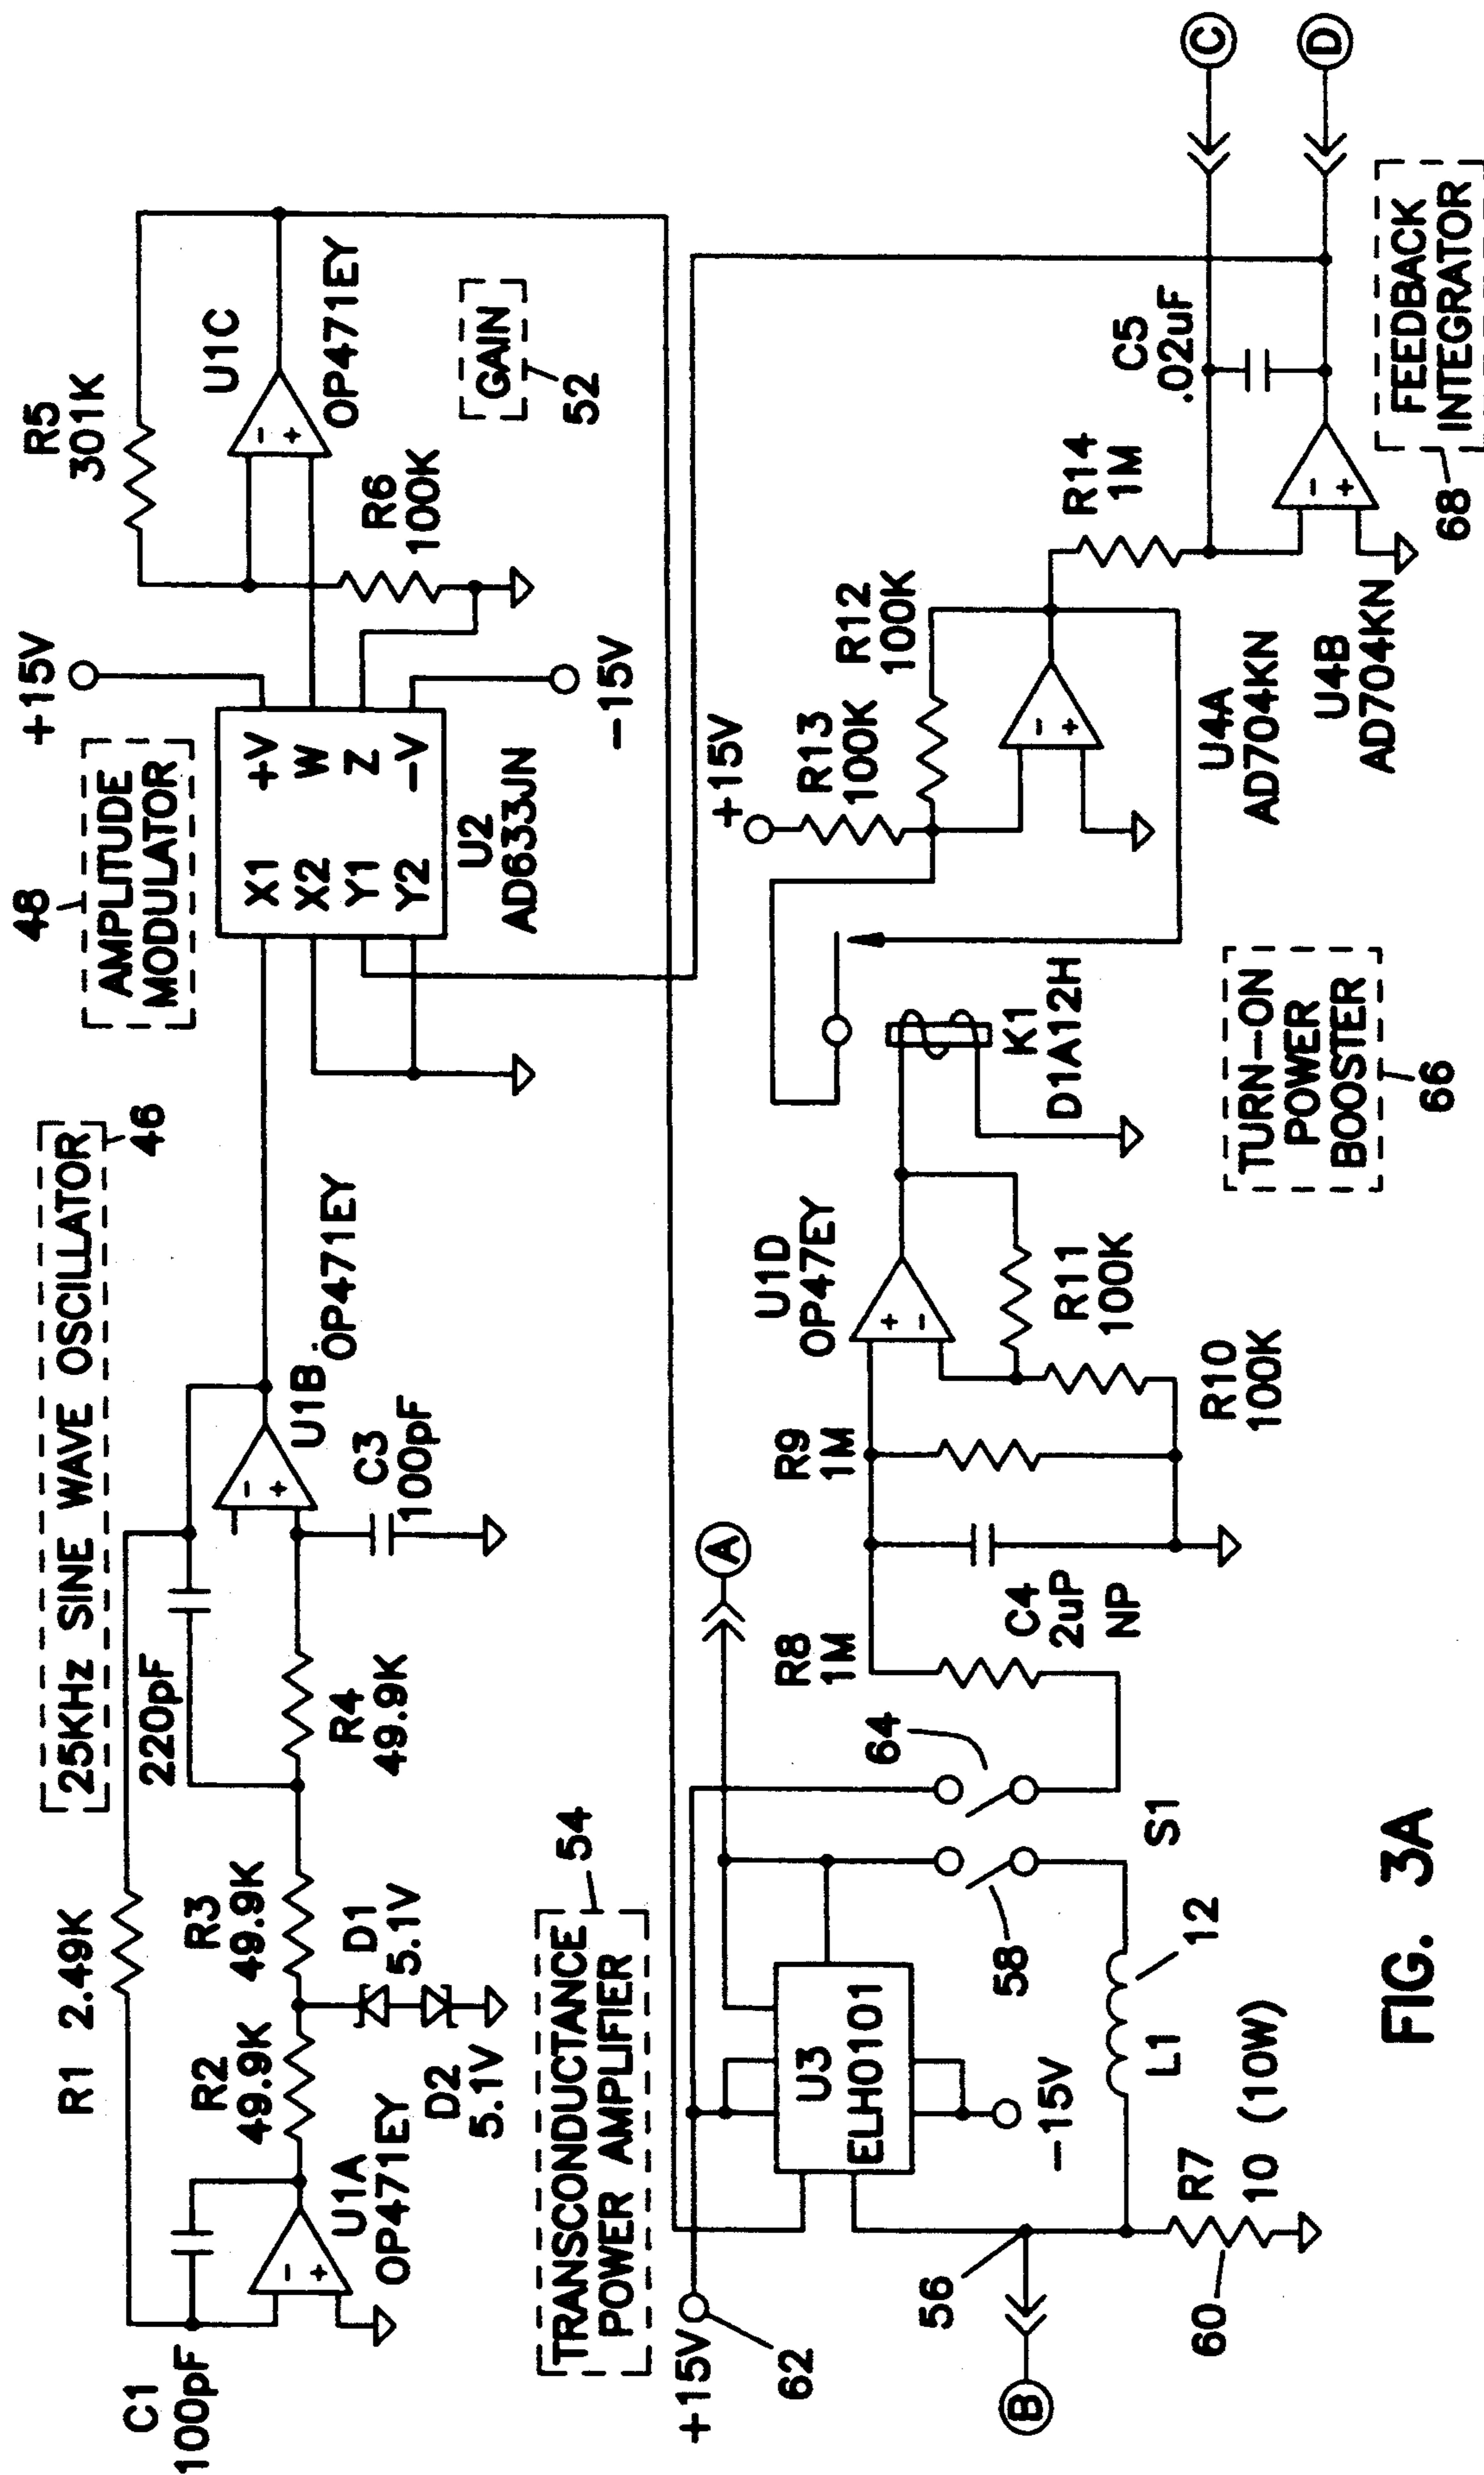 25KHz SINE WAVE OSCILLATOR
46
C1
100pF
R1 2.49K
220pF
U1A
OP471EY
R2
49.9K
R3
49.9K
D1
5.1V
D2
5.1V
R4
49.9K
C3
100pF
U1B
OP471EY
48
AMPLITUDE
MODULATOR
+15V
X1
X2
Y1
Y2
+V
W
Z
-V
U2
AD633JN
-15V
R5
301K
U1C
OP471EY
R6
100K
GAIN
52
TRANSCONDUCTANCE
POWER AMPLIFIER
54
+15V
62
U3
ELH0101
-15V
A
B
56
58
64
S1
L1
12
R7
10 (10W)
60
R8
1M
C4
2uP
NP
R9
1M
R10
100K
R11
100K
U1D
OP47EY
K1
D1A12H
TURN-ON
POWER
BOOSTER
66
+15V
R13
100K
R12
100K
U4A
AD704KN
R14
1M
C5
.02uF
U4B
AD704KN
FEEDBACK
INTEGRATOR
68
C
D
FIG. 3A